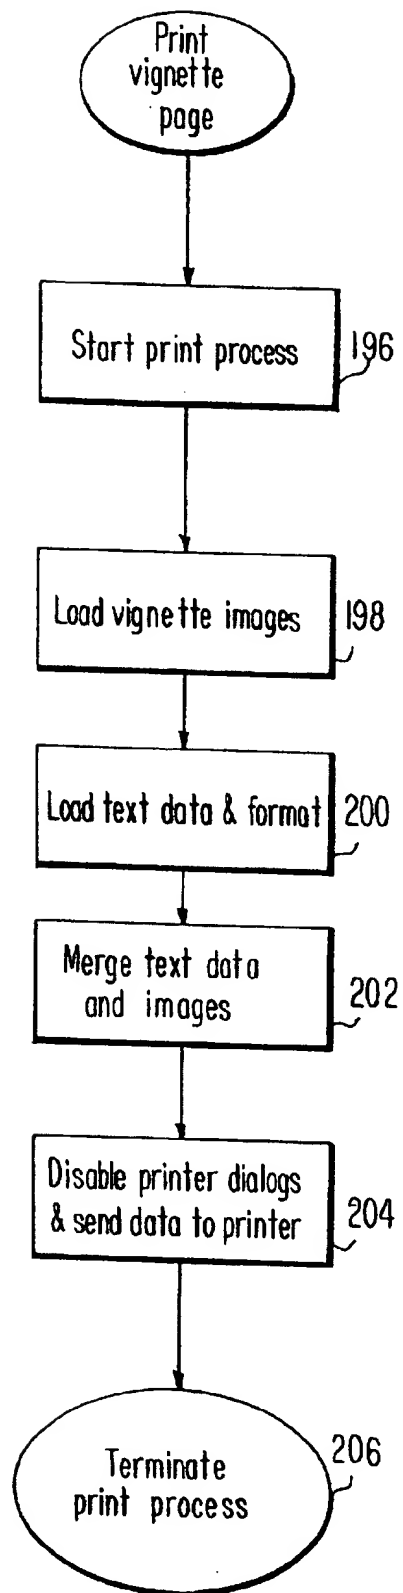 Print
vignette
page
Start print process
196
Load vignette images
198
Load text data & format
200
Merge text data
and images
202
Disable printer dialogs
& send data to printer
204
Terminate
print process
206